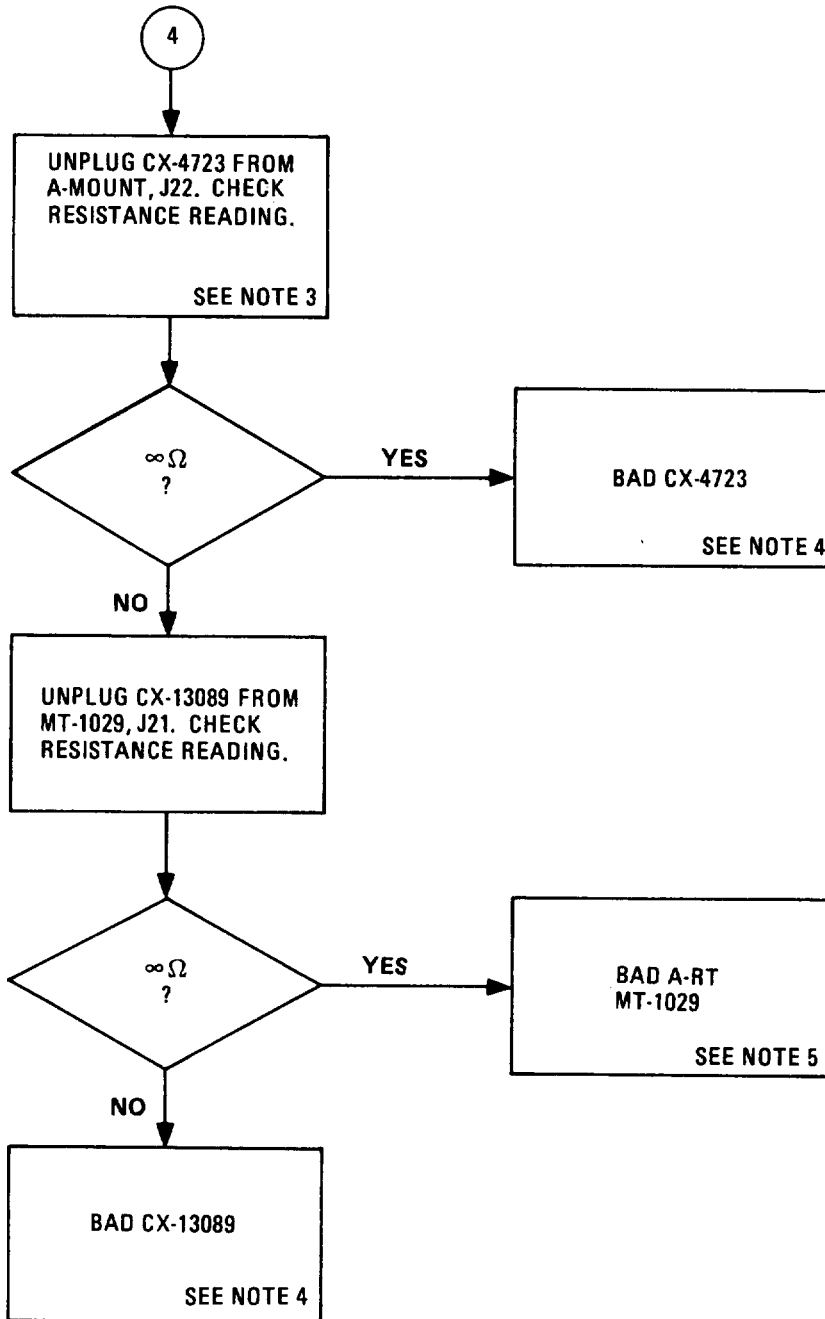 4
UNPLUG CX-4723 FROM
A-MOUNT, J22. CHECK
RESISTANCE READING.
SEE NOTE 3
∞Ω
?
YES
BAD CX-4723
SEE NOTE 4
NO
UNPLUG CX-13089 FROM
MT-1029, J21. CHECK
RESISTANCE READING.
∞Ω
?
YES
BAD A-RT
MT-1029
SEE NOTE 5
NO
BAD CX-13089
SEE NOTE 4